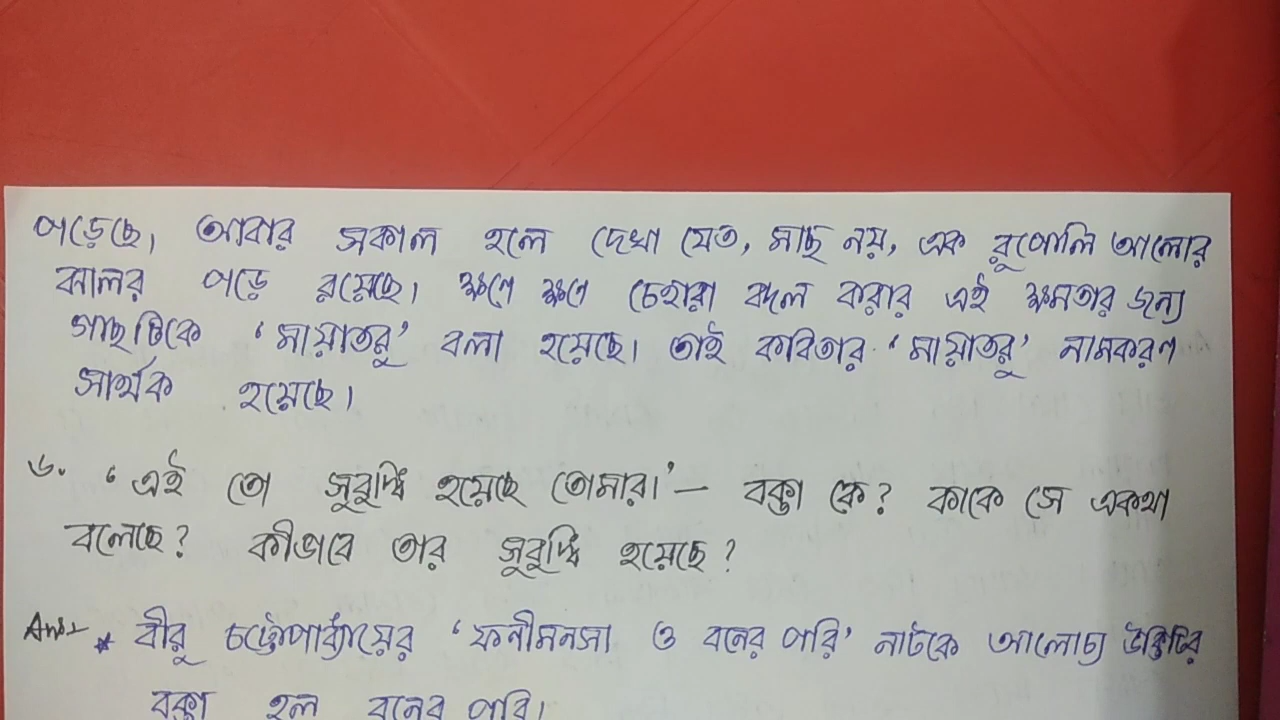 পড়েছে। আবার সকাল হলে দেখা যেত, মাছ নয়, এক রুপোলি আলোর
ঝালর পড়ে রয়েছে। ক্ষণে ক্ষণে চেহারা বদল করার এই ক্ষমতার জন্য
গাছটিকে 'মায়াতরু' বলা হয়েছে। তাই কবিতার 'মায়াতরু' নামকরণ
সার্থক হয়েছে।
৬. 'এই তো সুবুদ্ধি হয়েছে তোমার।' — বক্তা কে? কাকে সে একথা
বলেছে? কীভাবে তার সুবুদ্ধি হয়েছে?
Ans:- * বীরু চট্টোপাধ্যায়ের 'ফণীমনসা ও বনের পরি' নাটকে আলোচ্য উক্তিটির
বক্তা হল বনের পরি।